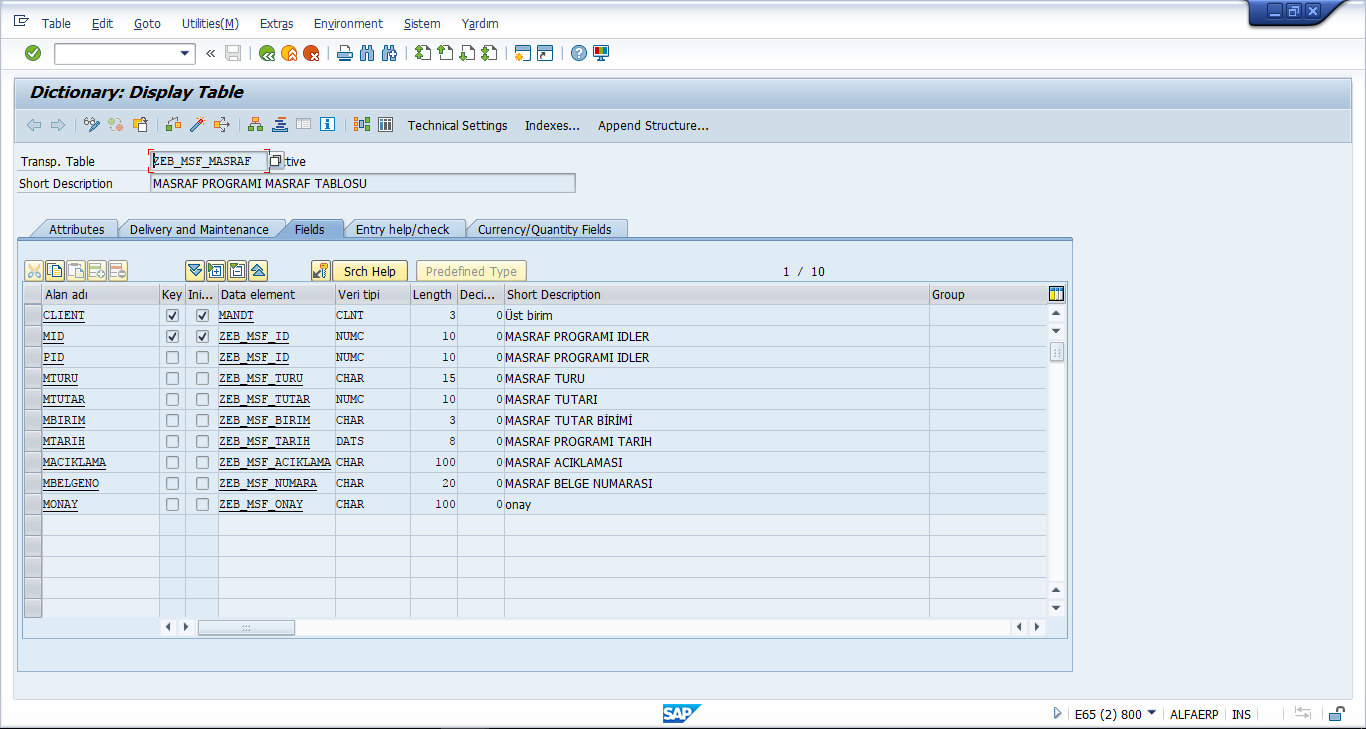 Table Edit Goto Utilities(M) Extras Environment Sistem Yardım
Dictionary: Display Table
Technical Settings Indexes... Append Structure...
Transp. Table ZEB_MSF_MASRAF tive
Short Description MASRAF PROGRAMI MASRAF TABLOSU
Attributes Delivery and Maintenance Fields Entry help/check Currency/Quantity Fields
Srch Help Predefined Type 1 / 10
Alan adı Key Ini... Data element Veri tipi Length Deci... Short Description Group
CLIENT MANDT CLNT 3 0 Üst birim
MID ZEB_MSF_ID NUMC 10 0 MASRAF PROGRAMI IDLER
PID ZEB_MSF_ID NUMC 10 0 MASRAF PROGRAMI IDLER
MTURU ZEB_MSF_TURU CHAR 15 0 MASRAF TURU
MTUTAR ZEB_MSF_TUTAR NUMC 10 0 MASRAF TUTARI
MBIRIM ZEB_MSF_BIRIM CHAR 3 0 MASRAF TUTAR BİRİMİ
MTARIH ZEB_MSF_TARIH DATS 8 0 MASRAF PROGRAMI TARIH
MACIKLAMA ZEB_MSF_ACIKLAMA CHAR 100 0 MASRAF ACIKLAMASI
MBELGENO ZEB_MSF_NUMARA CHAR 20 0 MASRAF BELGE NUMARASI
MONAY ZEB_MSF_ONAY CHAR 100 0 onay
SAP E65 (2) 800 ALFAERP INS